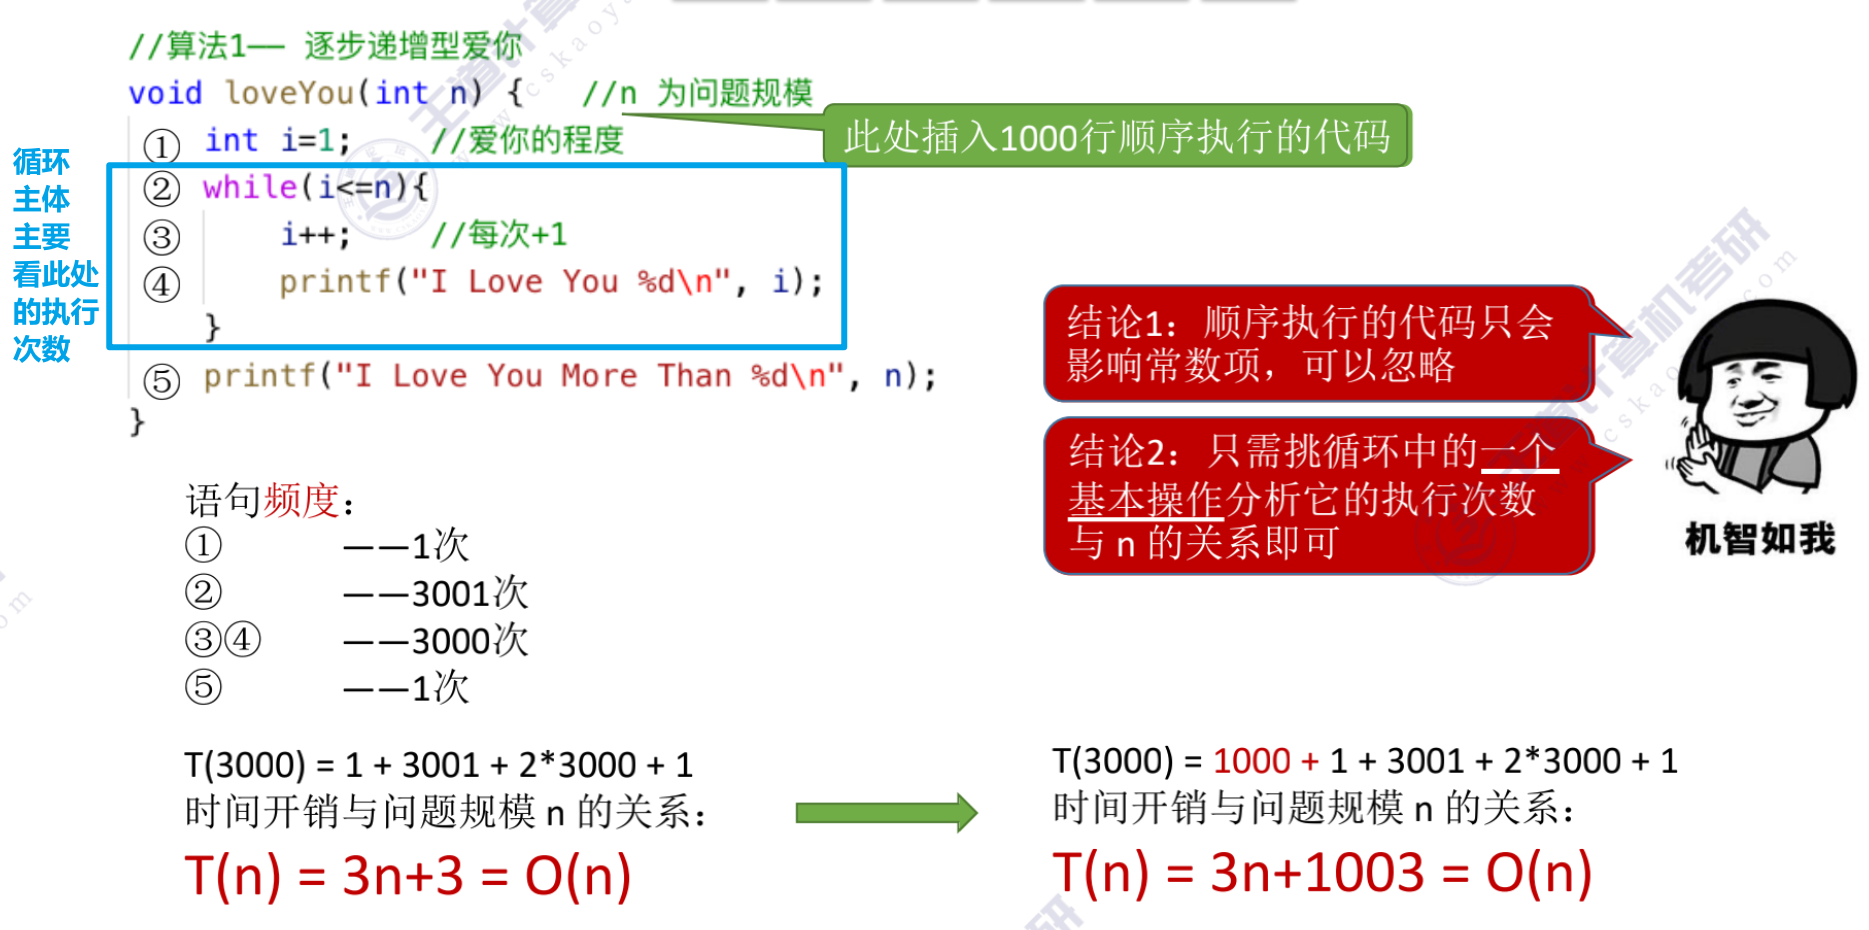 //算法1—— 逐步递增型爱你
void loveYou(int n) { //n 为问题规模
此处插入1000行顺序执行的代码
① int i=1; //爱你的程度
② while(i<=n){
③ i++; //每次+1
④ printf("I Love You %d\n", i);
}
⑤ printf("I Love You More Than %d\n", n);
}
循环
主体
主要
看此处
的执行
次数
结论1：顺序执行的代码只会
影响常数项，可以忽略
结论2：只需挑循环中的一个
基本操作分析它的执行次数
与 n 的关系即可
机智如我
语句频度：
① ——1次
② ——3001次
③④ ——3000次
⑤ ——1次
T(3000) = 1 + 3001 + 2*3000 + 1
时间开销与问题规模 n 的关系：
T(n) = 3n+3 = O(n)
T(3000) = 1000 + 1 + 3001 + 2*3000 + 1
时间开销与问题规模 n 的关系：
T(n) = 3n+1003 = O(n)